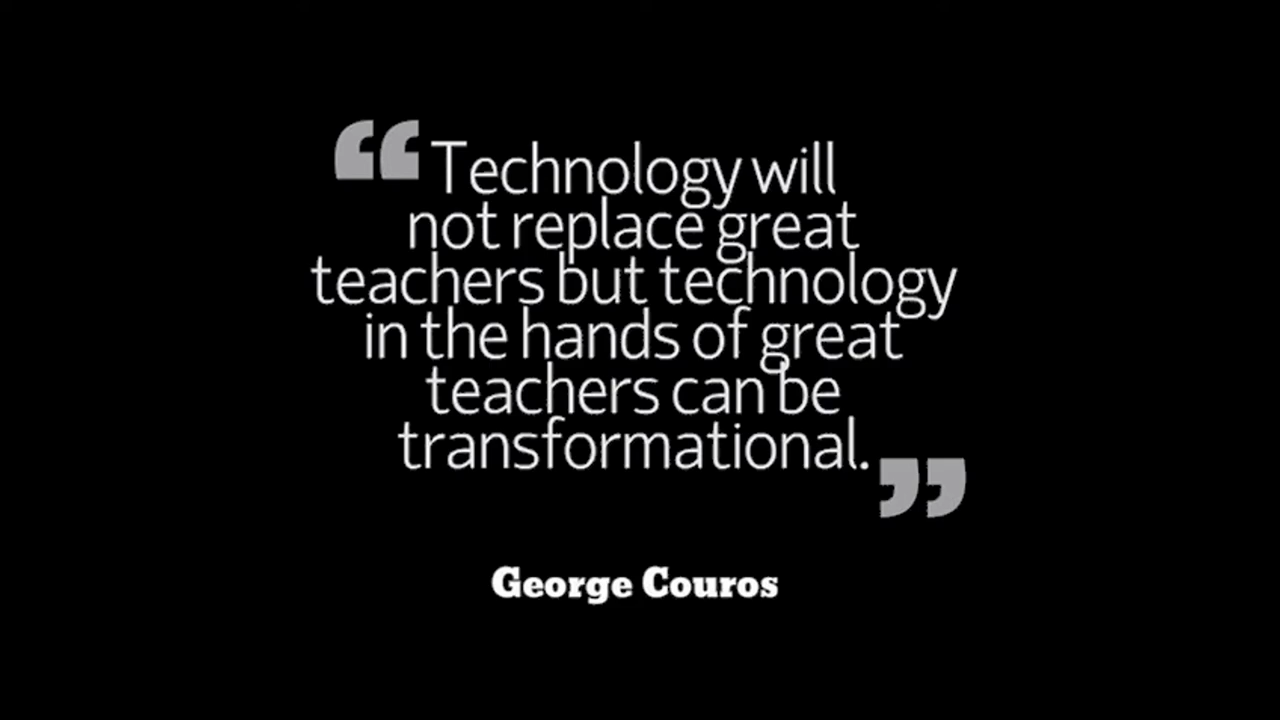 “Technology will
not replace great
teachers but technology
in the hands of great
teachers can be
transformational.”
George Couros